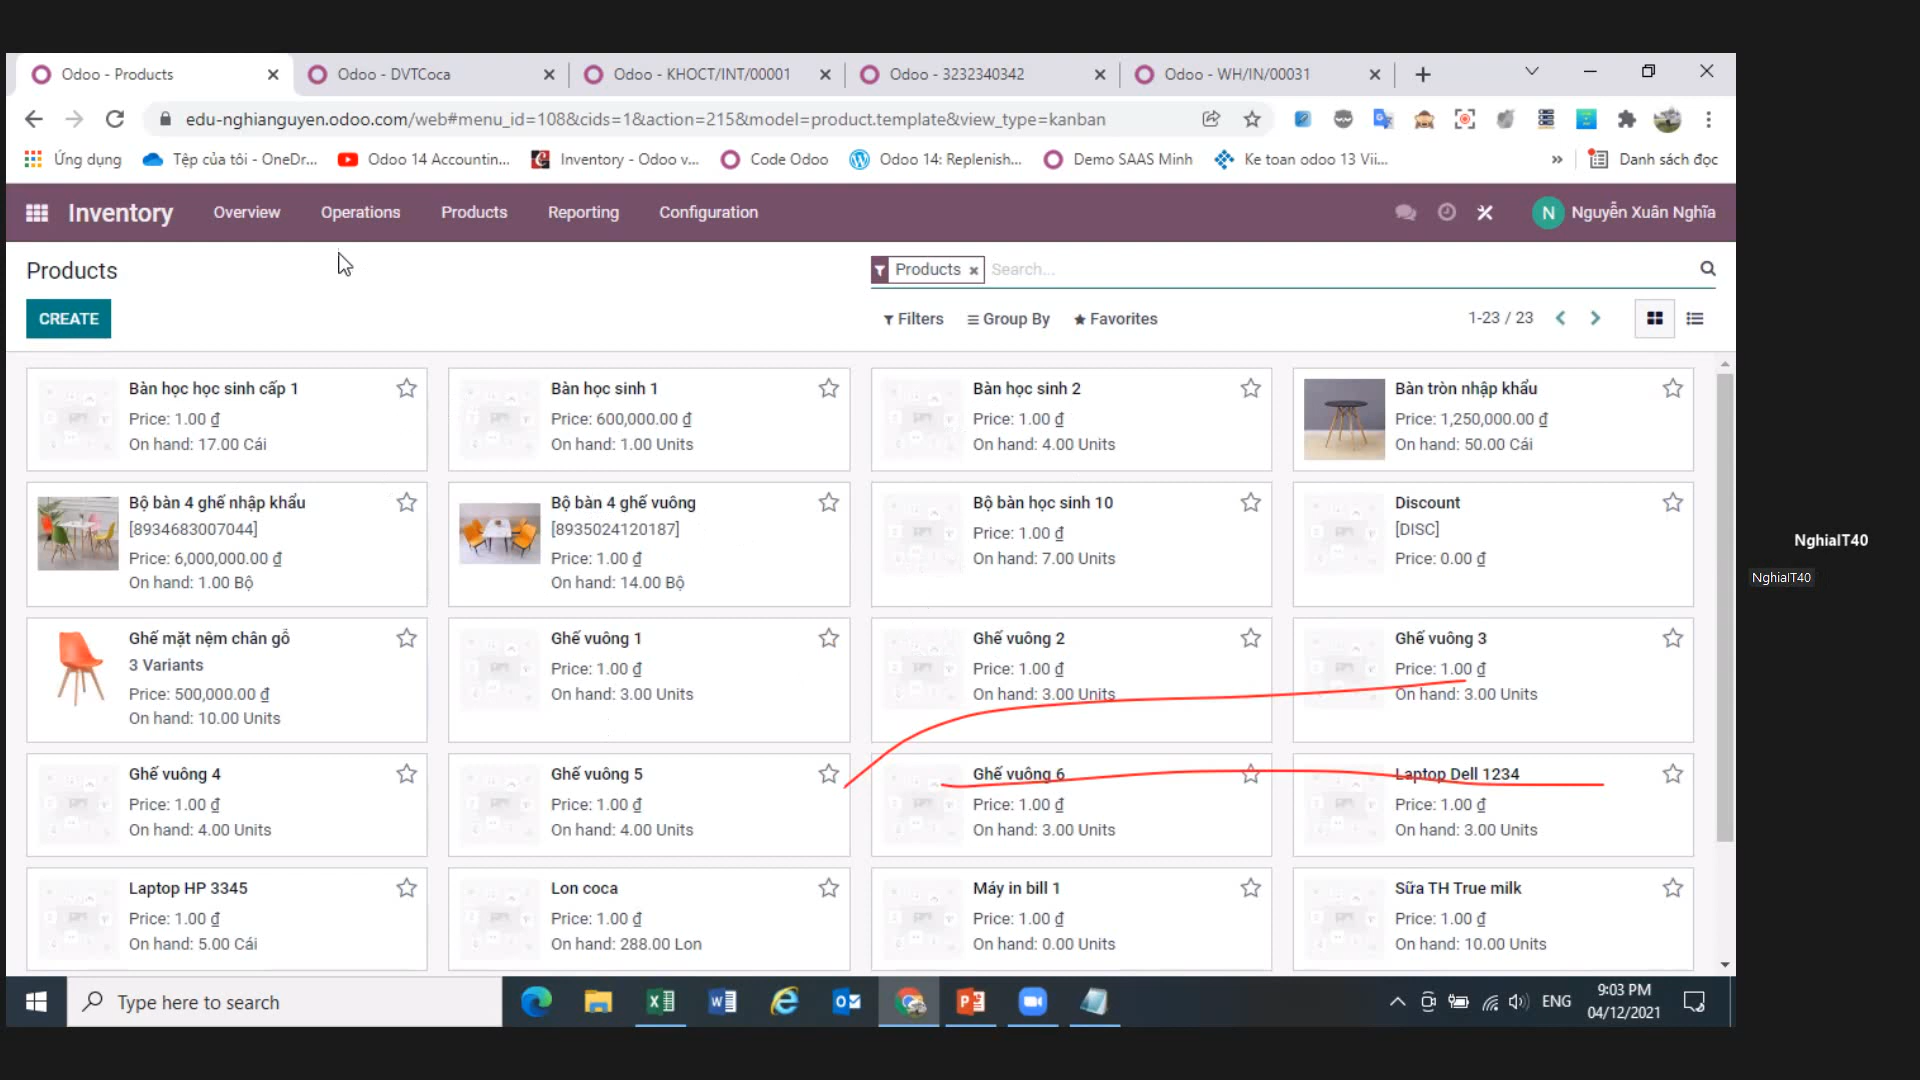 Odoo - Products
Odoo - DVTCoca
Odoo - KHOCT/INT/00001
Odoo - 3232340342
Odoo - WH/IN/00031
edu-nghianguyen.odoo.com/web#menu_id=108&cids=1&action=215&model=product.template&view_type=kanban
Ứng dụng
Tệp của tôi - OneDr...
Odoo 14 Accountin...
Inventory - Odoo v...
Code Odoo
Odoo 14: Replenish...
Demo SAAS Minh
Ke toan odoo 13 Vii...
»
Danh sách đọc
Inventory
Overview
Operations
Products
Reporting
Configuration
N
Nguyễn Xuân Nghĩa
Products
Products
Search...
CREATE
Filters
Group By
Favorites
1-23 / 23
Bàn học học sinh cấp 1
Price: 1.00 ₫
On hand: 17.00 Cái
Bàn học sinh 1
Price: 600,000.00 ₫
On hand: 1.00 Units
Bàn học sinh 2
Price: 1.00 ₫
On hand: 4.00 Units
Bàn tròn nhập khẩu
Price: 1,250,000.00 ₫
On hand: 50.00 Cái
Bộ bàn 4 ghế nhập khẩu
[8934683007044]
Price: 6,000,000.00 ₫
On hand: 1.00 Bộ
Bộ bàn 4 ghế vuông
[8935024120187]
Price: 1.00 ₫
On hand: 14.00 Bộ
Bộ bàn học sinh 10
Price: 1.00 ₫
On hand: 7.00 Units
Discount
[DISC]
Price: 0.00 ₫
Ghế mặt nệm chân gỗ
3 Variants
Price: 500,000.00 ₫
On hand: 10.00 Units
Ghế vuông 1
Price: 1.00 ₫
On hand: 3.00 Units
Ghế vuông 2
Price: 1.00 ₫
On hand: 3.00 Units
Ghế vuông 3
Price: 1.00 ₫
On hand: 3.00 Units
Ghế vuông 4
Price: 1.00 ₫
On hand: 4.00 Units
Ghế vuông 5
Price: 1.00 ₫
On hand: 4.00 Units
Ghế vuông 6
Price: 1.00 ₫
On hand: 3.00 Units
Laptop Dell 1234
Price: 1.00 ₫
On hand: 3.00 Units
Laptop HP 3345
Price: 1.00 ₫
On hand: 5.00 Cái
Lon coca
Price: 1.00 ₫
On hand: 288.00 Lon
Máy in bill 1
Price: 1.00 ₫
On hand: 0.00 Units
Sữa TH True milk
Price: 1.00 ₫
On hand: 10.00 Units
NghiaIT40
NghiaIT40
Type here to search
ENG
9:03 PM
04/12/2021